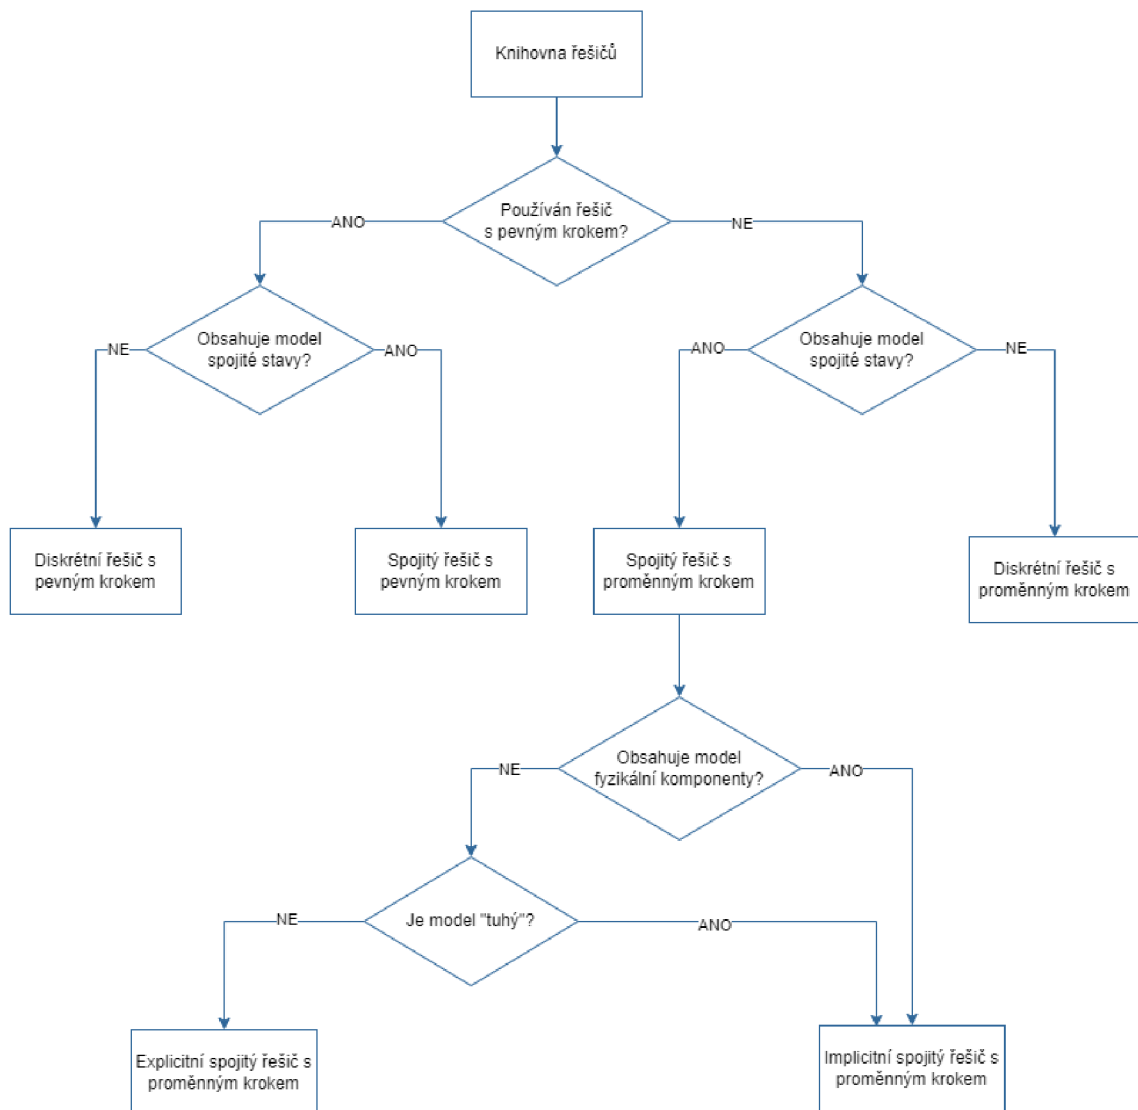 Knihovna řešičů
Používán řešič
s pevným krokem?
ANO
NE
Obsahuje model
spojité stavy?
Obsahuje model
spojité stavy?
NE
ANO
ANO
NE
Diskrétní řešič s
pevným krokem
Spojitý řešič s
pevným krokem
Spojitý řešič s
proměnným krokem
Diskrétní řešič s
proměnným krokem
Obsahuje model
fyzikální komponenty?
NE
ANO
Je model "tuhý"?
NE
ANO
Explicitní spojitý řešič s
proměnným krokem
Implicitní spojitý řešič s
proměnným krokem